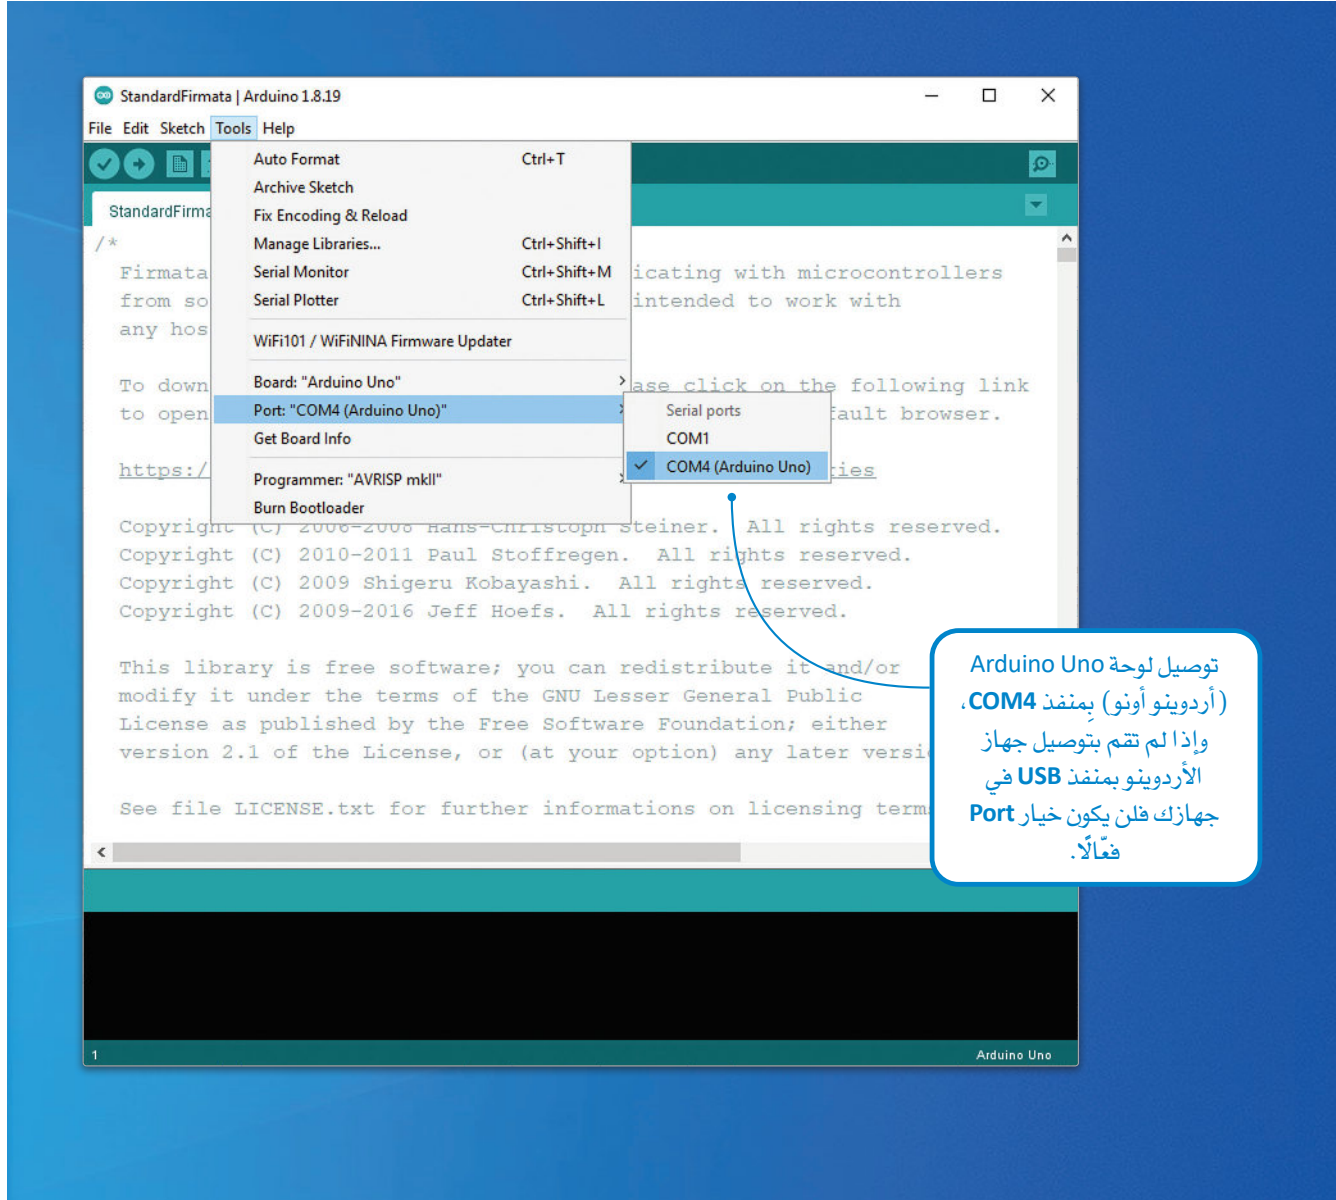 StandardFirmata | Arduino 1.8.19
File Edit Sketch Tools Help
Auto Format Ctrl+T
Archive Sketch
Fix Encoding & Reload
Manage Libraries... Ctrl+Shift+I
Serial Monitor Ctrl+Shift+M
Serial Plotter Ctrl+Shift+L
WiFi101 / WiFiNINA Firmware Updater
Board: "Arduino Uno"
Port: "COM4 (Arduino Uno)"
Get Board Info
Programmer: "AVRISP mkII"
Burn Bootloader
Serial ports
COM1
COM4 (Arduino Uno)
StandardFirma
/*
Firmata icating with microcontrollers
from so intended to work with
any hos
To down ase click on the following link
to open fault browser.
https:/ ies
Copyright (C) 2006-2008 Hans-Christoph Steiner. All rights reserved.
Copyright (C) 2010-2011 Paul Stoffregen. All rights reserved.
Copyright (C) 2009 Shigeru Kobayashi. All rights reserved.
Copyright (C) 2009-2016 Jeff Hoefs. All rights reserved.
This library is free software; you can redistribute it and/or
modify it under the terms of the GNU Lesser General Public
License as published by the Free Software Foundation; either
version 2.1 of the License, or (at your option) any later versi
See file LICENSE.txt for further informations on licensing term
توصيل لوحة Arduino Uno
(أردوينو أونو) بِمنفذ COM4،
وإذا لم تقم بتوصيل جهاز
الأردوينو بمنفذ USB في
جهازك فلن يكون خيار Port
فعّالًا.
1
Arduino Uno